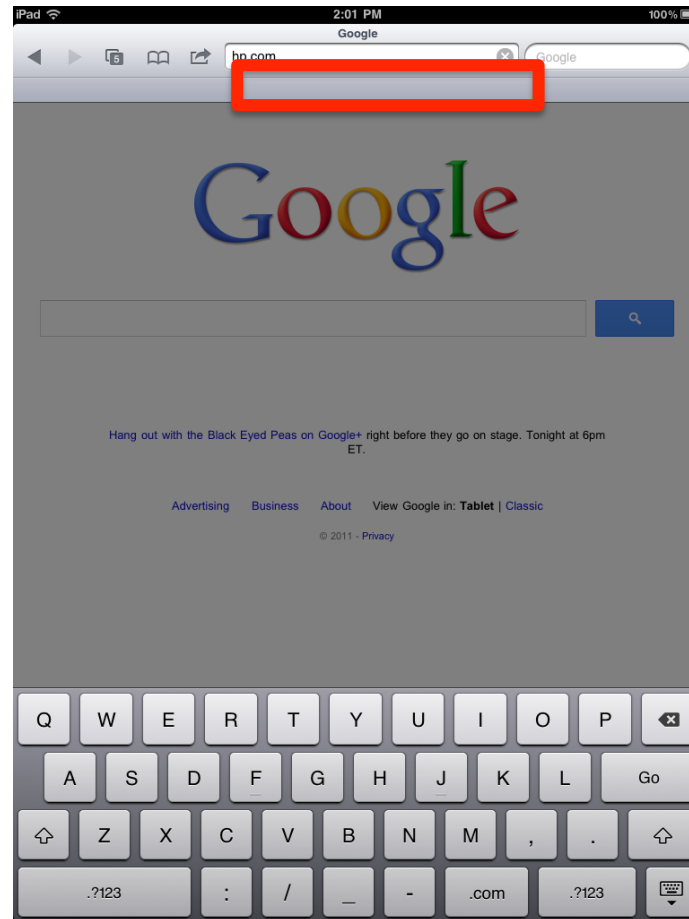 iPad 2:01 PM 100%
Google
5 hp.com Google
Google
Hang out with the Black Eyed Peas on Google+ right before they go on stage. Tonight at 6pm
ET.
Advertising Business About View Google in: Tablet | Classic
© 2011 - Privacy
Q W E R T Y U I O P
A S D F G H J K L Go
Z X C V B N M , .
.?123 : / _ - .com .?123